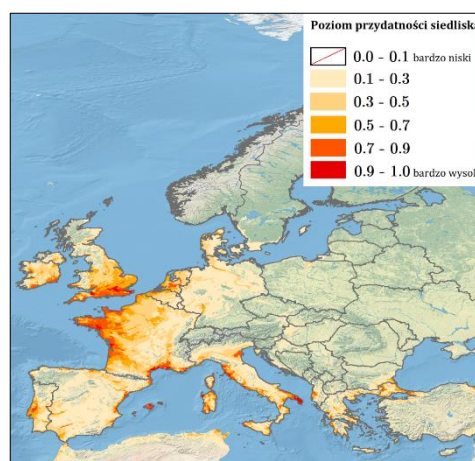 Poziom przydatności siedliska
0.0 - 0.1 bardzo niski
0.1 - 0.3
0.3 - 0.5
0.5 - 0.7
0.7 - 0.9
0.9 - 1.0 bardzo wysok